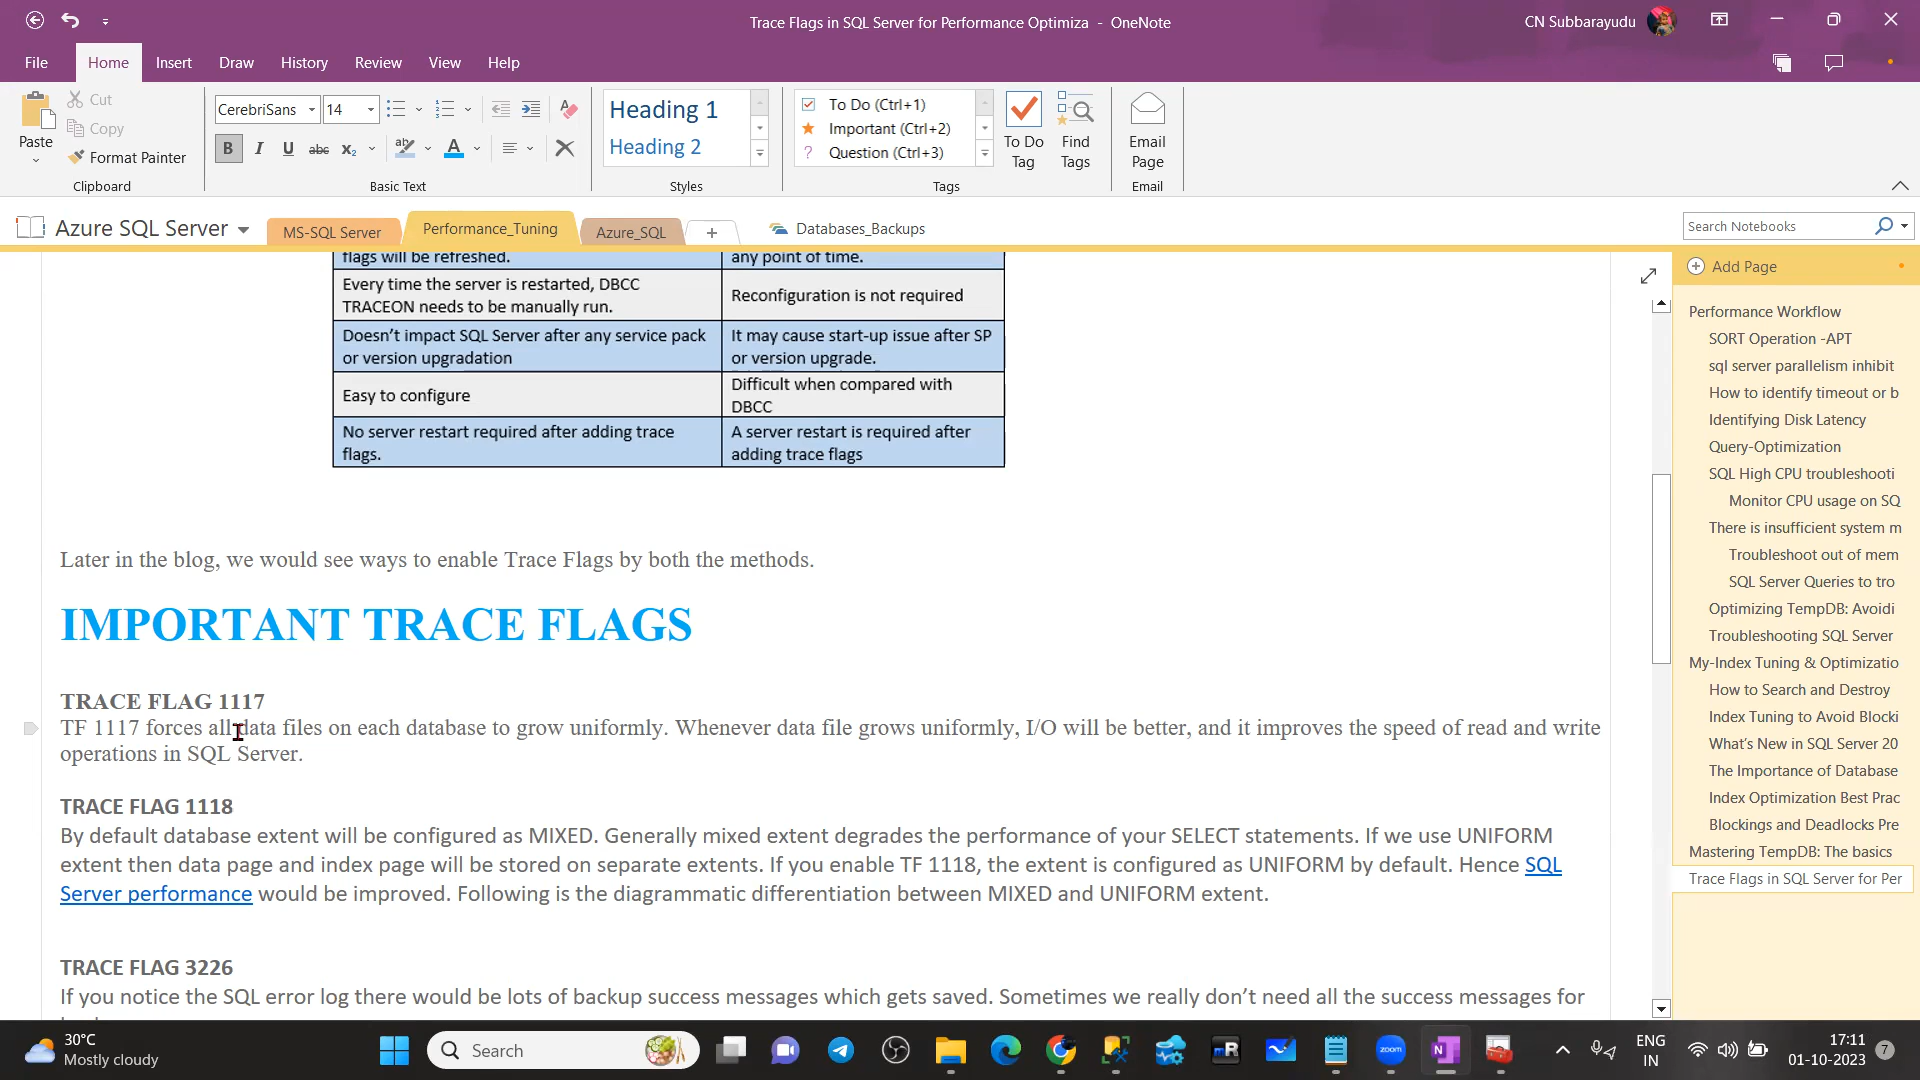 Trace Flags in SQL Server for Performance Optimiza - OneNote
CN Subbarayudu
File Home Insert Draw History Review View Help
Paste
Cut
Copy
Format Painter
Clipboard
CerebriSans 14
B I U abc X₂ ab A
Basic Text
Heading 1
Heading 2
Styles
To Do (Ctrl+1)
Important (Ctrl+2)
? Question (Ctrl+3)
Tags
To Do
Tag
Find
Tags
Email
Page
Email
Azure SQL Server
MS-SQL Server Performance_Tuning Azure_SQL + Databases_Backups
Search Notebooks
flags will be refreshed. any point of time.
Every time the server is restarted, DBCC
TRACEON needs to be manually run.
Reconfiguration is not required
Doesn't impact SQL Server after any service pack
or version upgradation
It may cause start-up issue after SP
or version upgrade.
Easy to configure
Difficult when compared with
DBCC
No server restart required after adding trace
flags.
A server restart is required after
adding trace flags
Later in the blog, we would see ways to enable Trace Flags by both the methods.
IMPORTANT TRACE FLAGS
TRACE FLAG 1117
TF 1117 forces all data files on each database to grow uniformly. Whenever data file grows uniformly, I/O will be better, and it improves the speed of read and write
operations in SQL Server.
TRACE FLAG 1118
By default database extent will be configured as MIXED. Generally mixed extent degrades the performance of your SELECT statements. If we use UNIFORM
extent then data page and index page will be stored on separate extents. If you enable TF 1118, the extent is configured as UNIFORM by default. Hence SQL
Server performance would be improved. Following is the diagrammatic differentiation between MIXED and UNIFORM extent.
TRACE FLAG 3226
If you notice the SQL error log there would be lots of backup success messages which gets saved. Sometimes we really don't need all the success messages for
Add Page
Performance Workflow
SORT Operation -APT
sql server parallelism inhibit
How to identify timeout or b
Identifying Disk Latency
Query-Optimization
SQL High CPU troubleshooti
Monitor CPU usage on SQ
There is insufficient system m
Troubleshoot out of mem
SQL Server Queries to tro
Optimizing TempDB: Avoidi
Troubleshooting SQL Server
My-Index Tuning & Optimizatio
How to Search and Destroy
Index Tuning to Avoid Blocki
What's New in SQL Server 20
The Importance of Database
Index Optimization Best Prac
Blockings and Deadlocks Pre
Mastering TempDB: The basics
Trace Flags in SQL Server for Per
30°C
Mostly cloudy
Search
mR
zoom
N
ENG
IN
17:11
01-10-2023
7